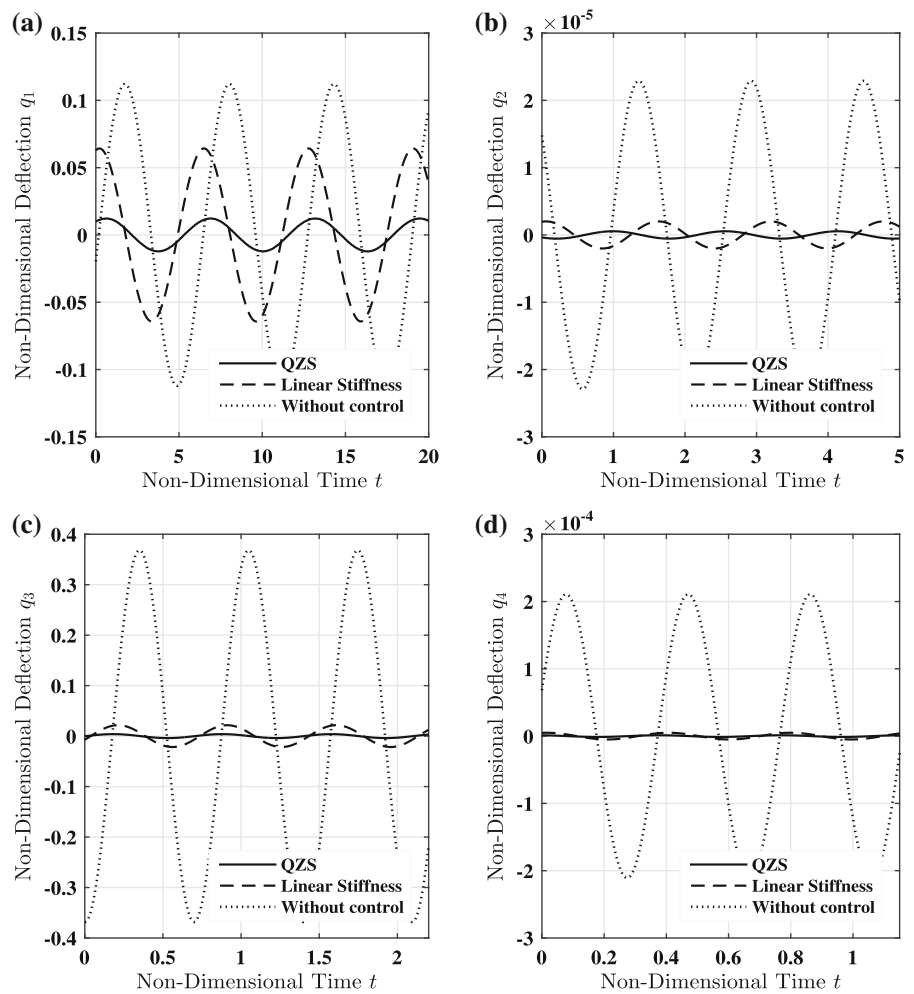 (a)
Non-Dimensional Deflection q1
0.15
0.1
0.05
0
-0.05
-0.1
-0.15
QZS
Linear Stiffness
Without control
0 5 10 15 20
Non-Dimensional Time t
(b)
×10-5
Non-Dimensional Deflection q2
3
2
1
0
-1
-2
-3
QZS
Linear Stiffness
Without control
0 1 2 3 4 5
Non-Dimensional Time t
(c)
Non-Dimensional Deflection q3
0.4
0.3
0.2
0.1
0
-0.1
-0.2
-0.3
-0.4
QZS
Linear Stiffness
Without control
0 0.5 1 1.5 2
Non-Dimensional Time t
(d)
×10-4
Non-Dimensional Deflection q4
3
2
1
0
-1
-2
-3
QZS
Linear Stiffness
Without control
0 0.2 0.4 0.6 0.8 1
Non-Dimensional Time t